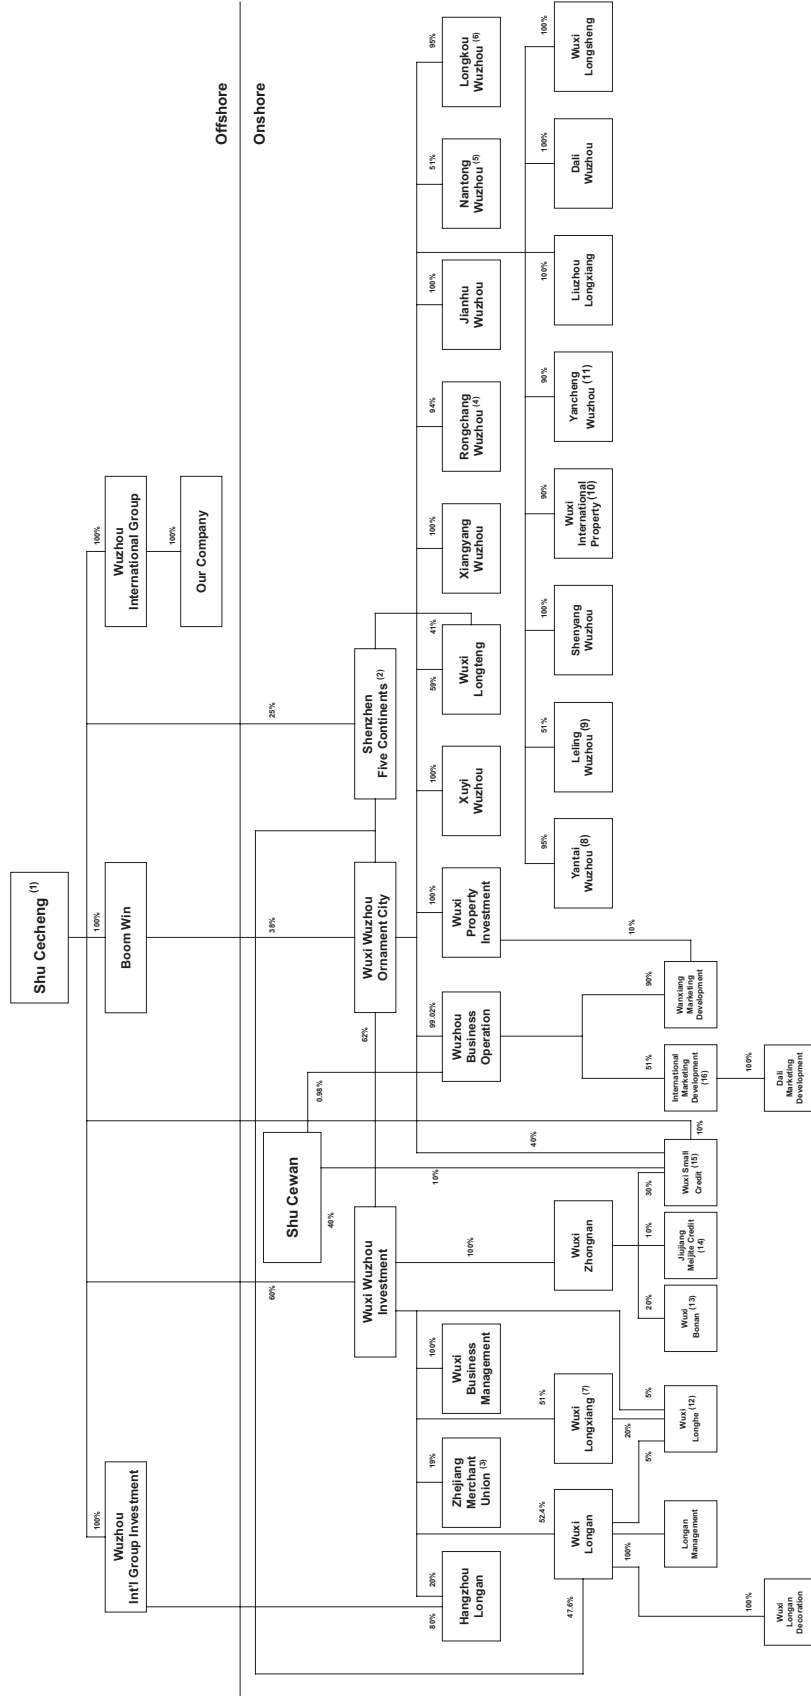 Shu Cecheng (1)
100%
100%
100%
Wuzhou
Int'l Group Investment
Boom Win
Wuzhou
International Group
100%
Our Company
Offshore
Onshore
60%
38%
25%
Shu Cewan
0.98%
40%
62%
Wuxi Wuzhou
Investment
Wuxi Wuzhou
Ornament City
Shenzhen
Five Continents (2)
80%
20%
19%
100%
10%
99.02%
100%
100%
59%
41%
100%
94%
100%
51%
95%
Hangzhou
Longan
Zhejiang
Merchant
Union (3)
Wuxi
Business
Management
Wuzhou
Business
Operation
Wuxi
Property
Investment
Xuyi
Wuzhou
Wuxi
Longteng
Xiangyang
Wuzhou
Rongchang
Wuzhou (4)
Jianhu
Wuzhou
Nantong
Wuzhou (5)
Longkou
Wuzhou (6)
100%
40%
47.6%
52.4%
51%
95%
51%
100%
90%
90%
100%
100%
100%
Wuxi
Longan
Wuxi
Longxiang (7)
Wuxi
Zhongnan
Yantai
Wuzhou (8)
Leling
Wuzhou (9)
Shenyang
Wuzhou
Wuxi
International
Property (10)
Yancheng
Wuzhou (11)
Liuzhou
Longxiang
Dali
Wuzhou
Wuxi
Longsheng
100%
5%
20%
5%
20%
10%
30%
10%
51%
90%
10%
Longan
Management
Wuxi
Longhe (12)
Wuxi
Bonan (13)
Jiujiang
Meijite Credit
(14)
Wuxi Small
Credit (15)
International
Marketing
Development
(16)
Wanxiang
Marketing
Development
100%
100%
Wuxi
Longan
Decoration
Dali
Marketing
Development